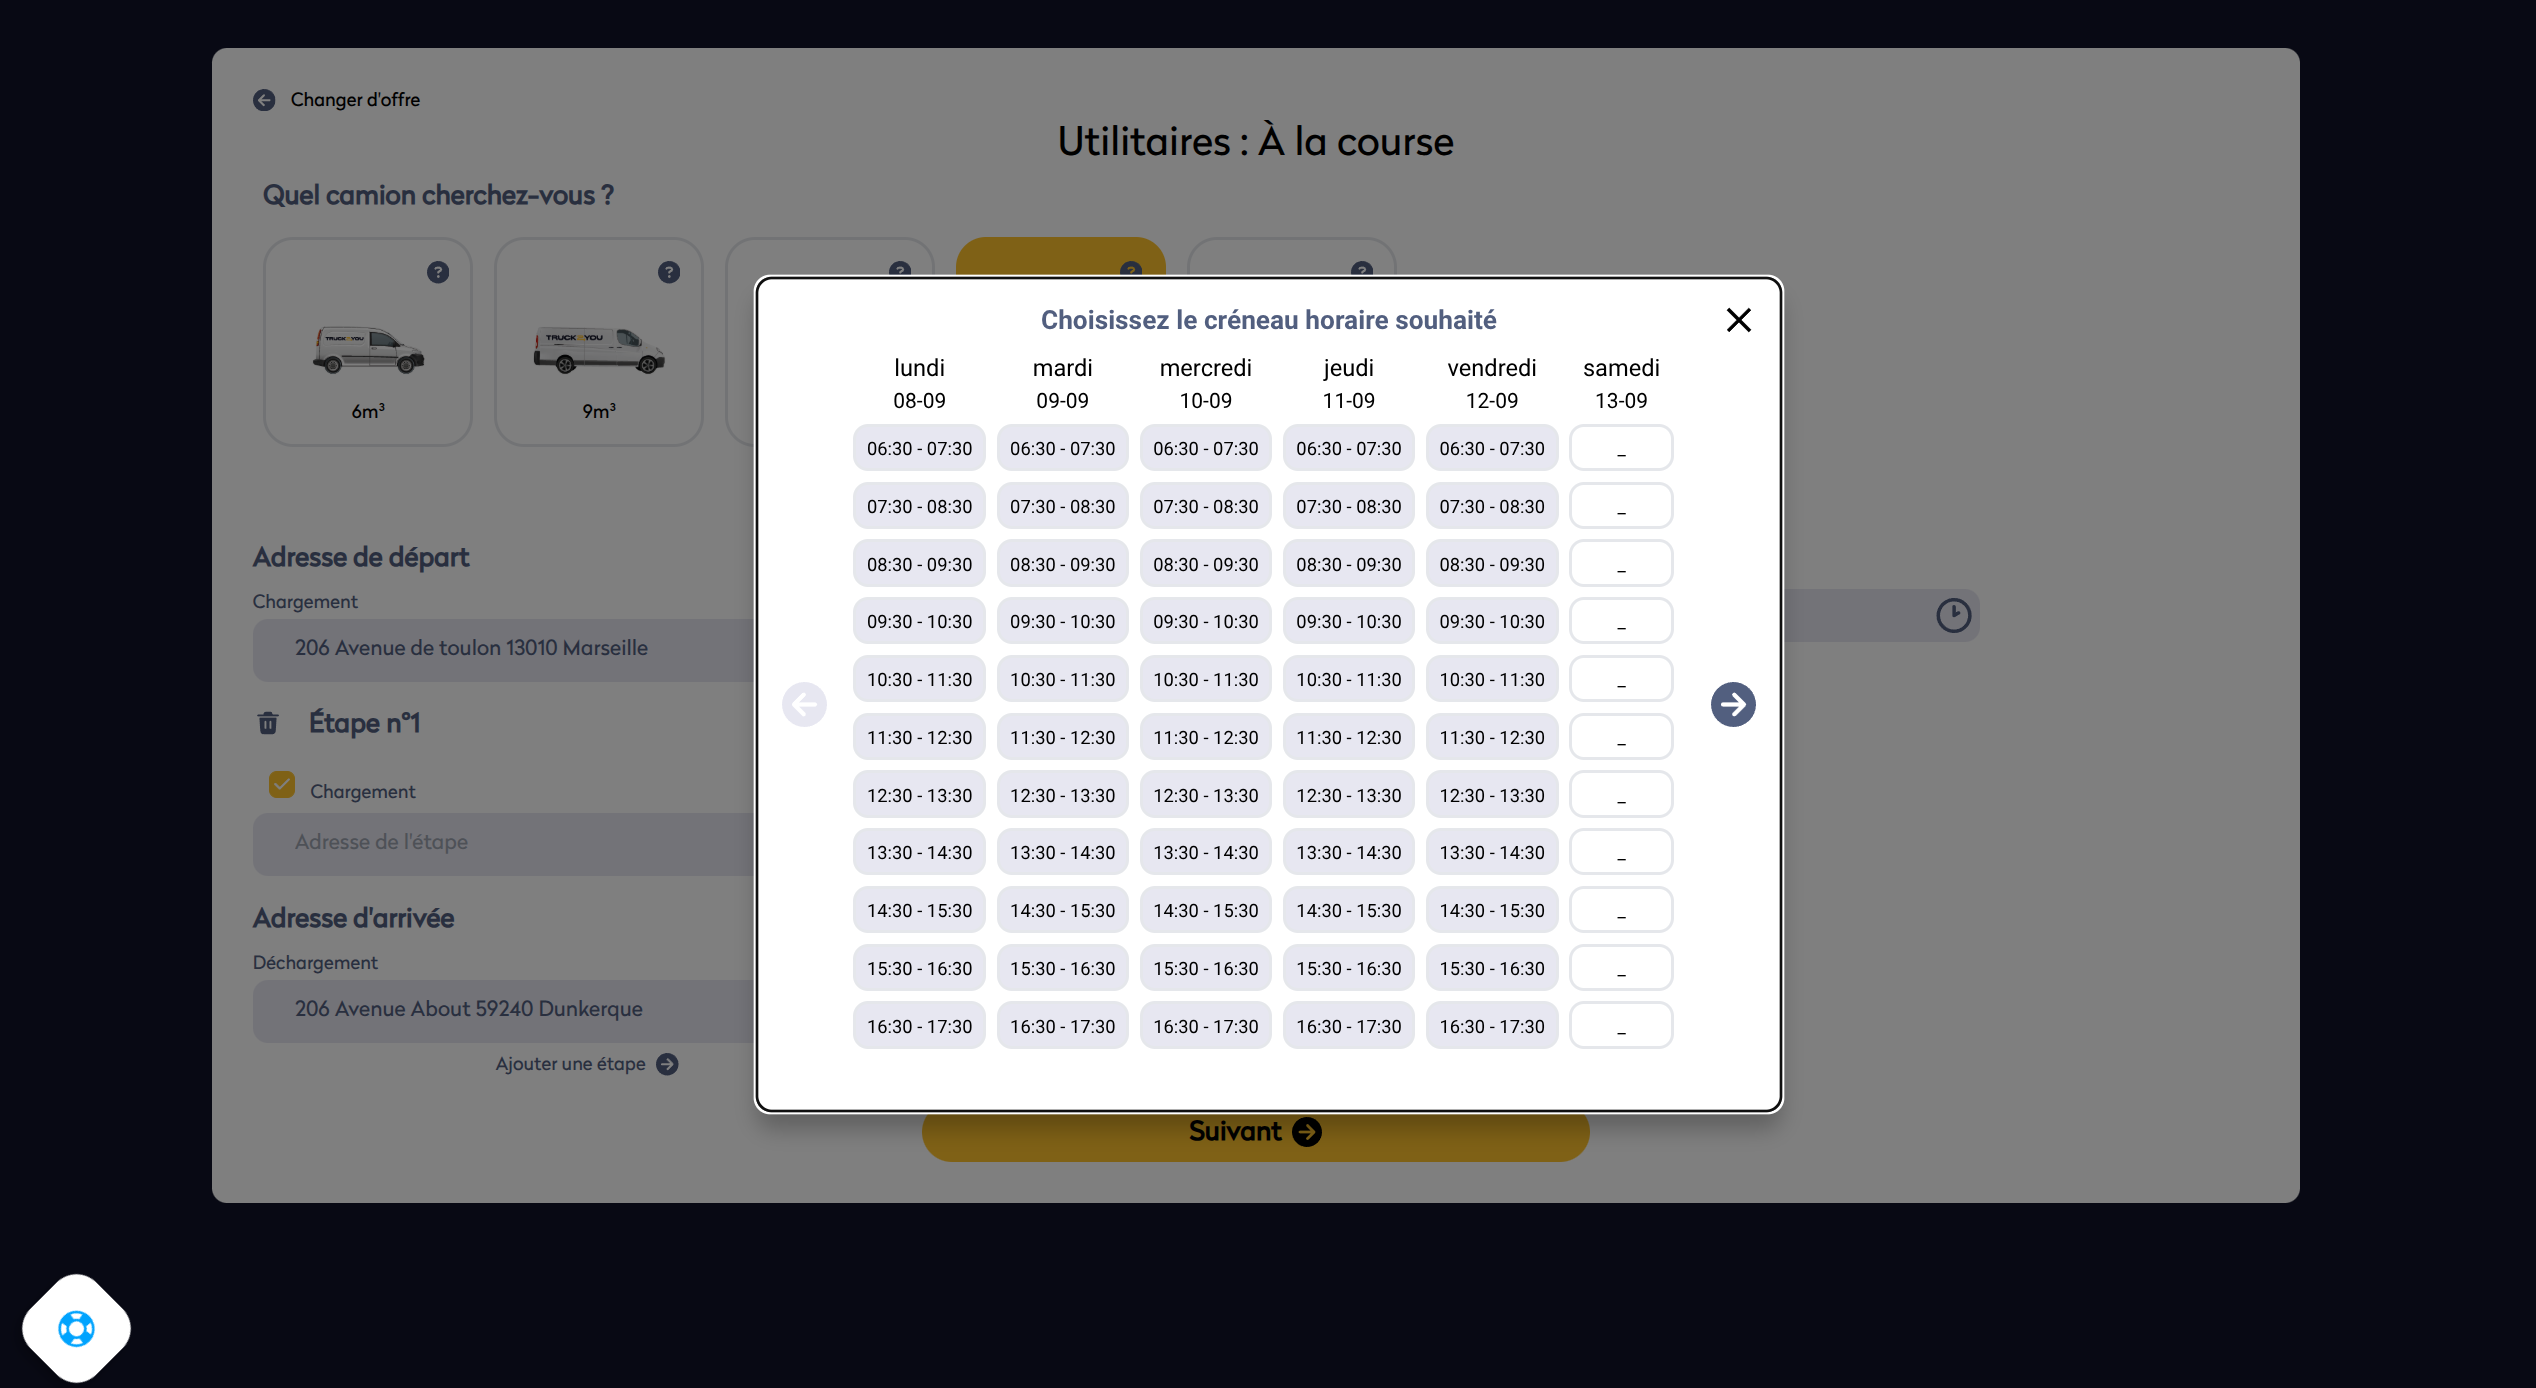 Changer d'offre
Utilitaires : À la course
Quel camion cherchez-vous ?
? ? ? ? ?
TRUCK4YOU TRUCK4YOU
6m³ 9m³
Choisissez le créneau horaire souhaité
lundi mardi mercredi jeudi vendredi samedi
08-09 09-09 10-09 11-09 12-09 13-09
06:30 - 07:30 06:30 - 07:30 06:30 - 07:30 06:30 - 07:30 06:30 - 07:30 _
07:30 - 08:30 07:30 - 08:30 07:30 - 08:30 07:30 - 08:30 07:30 - 08:30 _
08:30 - 09:30 08:30 - 09:30 08:30 - 09:30 08:30 - 09:30 08:30 - 09:30 _
09:30 - 10:30 09:30 - 10:30 09:30 - 10:30 09:30 - 10:30 09:30 - 10:30 _
10:30 - 11:30 10:30 - 11:30 10:30 - 11:30 10:30 - 11:30 10:30 - 11:30 _
11:30 - 12:30 11:30 - 12:30 11:30 - 12:30 11:30 - 12:30 11:30 - 12:30 _
12:30 - 13:30 12:30 - 13:30 12:30 - 13:30 12:30 - 13:30 12:30 - 13:30 _
13:30 - 14:30 13:30 - 14:30 13:30 - 14:30 13:30 - 14:30 13:30 - 14:30 _
14:30 - 15:30 14:30 - 15:30 14:30 - 15:30 14:30 - 15:30 14:30 - 15:30 _
15:30 - 16:30 15:30 - 16:30 15:30 - 16:30 15:30 - 16:30 15:30 - 16:30 _
16:30 - 17:30 16:30 - 17:30 16:30 - 17:30 16:30 - 17:30 16:30 - 17:30 _
Adresse de départ
Chargement
206 Avenue de toulon 13010 Marseille
Étape n°1
Chargement
Adresse de l'étape
Adresse d'arrivée
Déchargement
206 Avenue About 59240 Dunkerque
Ajouter une étape
Suivant